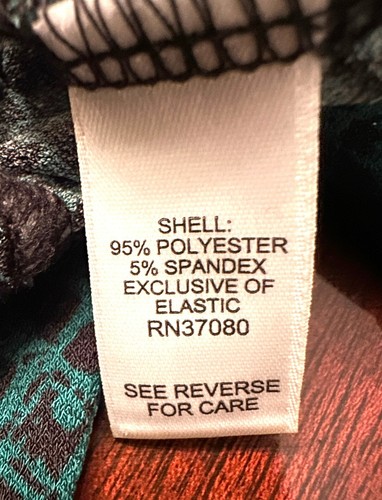 SHELL:
95% POLYESTER
5% SPANDEX
EXCLUSIVE OF
ELASTIC
RN37080
SEE REVERSE
FOR CARE